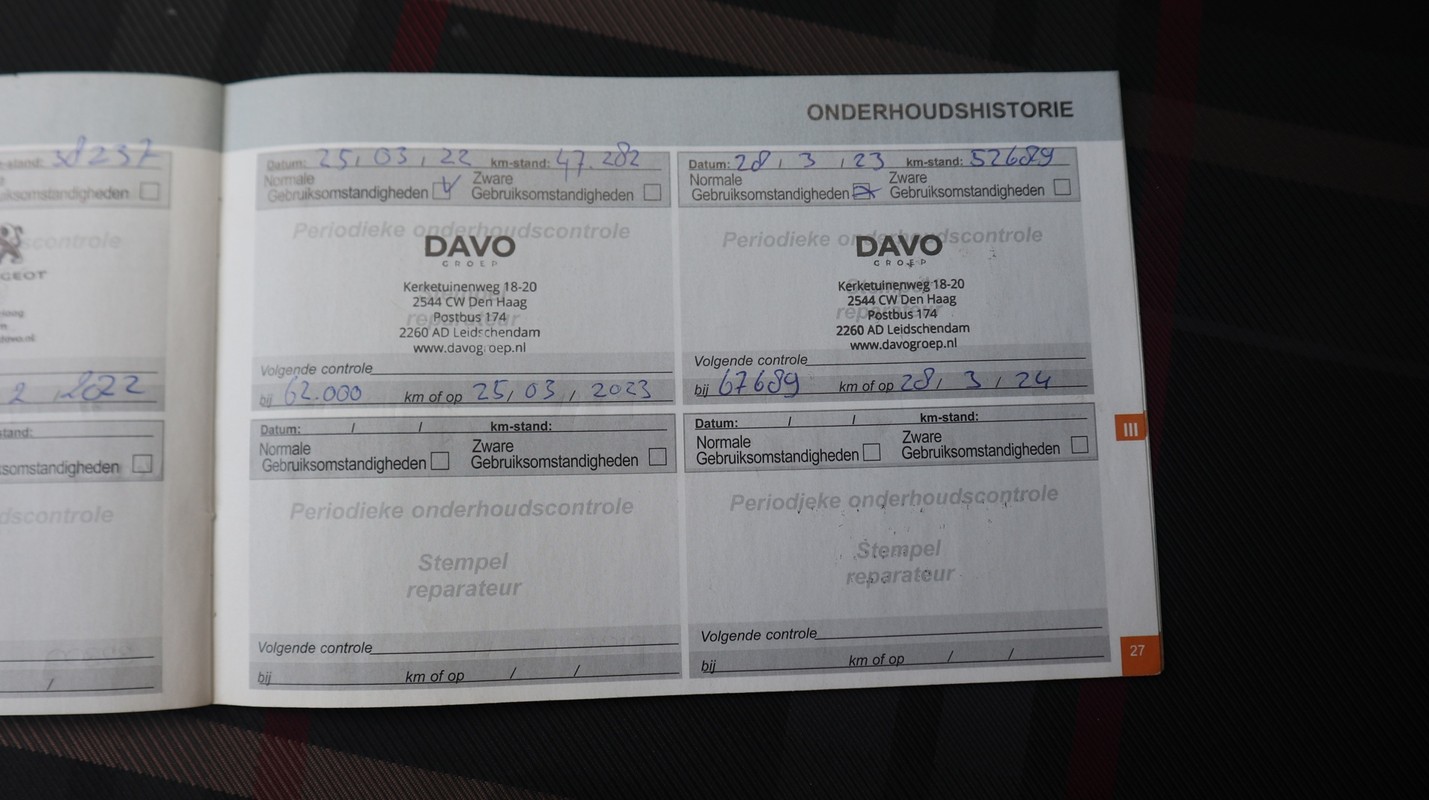 ONDERHOUDSHISTORIE
stand: 38237
GEOT
2 2022
stand:
somstandigheden
dscontrole
/
Datum: 25 / 03 / 22 km-stand: 47.282
Normale Zware
Gebruiksomstandigheden Gebruiksomstandigheden
Periodieke onderhoudscontrole
DAVO
GROEP
Kerketuinenweg 18-20
2544 CW Den Haag
Postbus 174
2260 AD Leidschendam
www.davogroep.nl
Volgende controle
bij 62.000 km of op 25 / 03 / 2023
Datum: / / km-stand:
Normale Zware
Gebruiksomstandigheden Gebruiksomstandigheden
Periodieke onderhoudscontrole
Stempel
reparateur
Volgende controle
bij km of op / /
Datum: 28 / 3 / 23 km-stand: 52689
Normale Zware
Gebruiksomstandigheden Gebruiksomstandigheden
Periodieke onderhoudscontrole
DAVO
GROEP
Kerketuinenweg 18-20
2544 CW Den Haag
Postbus 174
2260 AD Leidschendam
www.davogroep.nl
Volgende controle
bij 67689 km of op 28 / 3 / 24
Datum: / / km-stand:
Normale Zware
Gebruiksomstandigheden Gebruiksomstandigheden
Periodieke onderhoudscontrole
Stempel
reparateur
Volgende controle
bij km of op / /
III
27